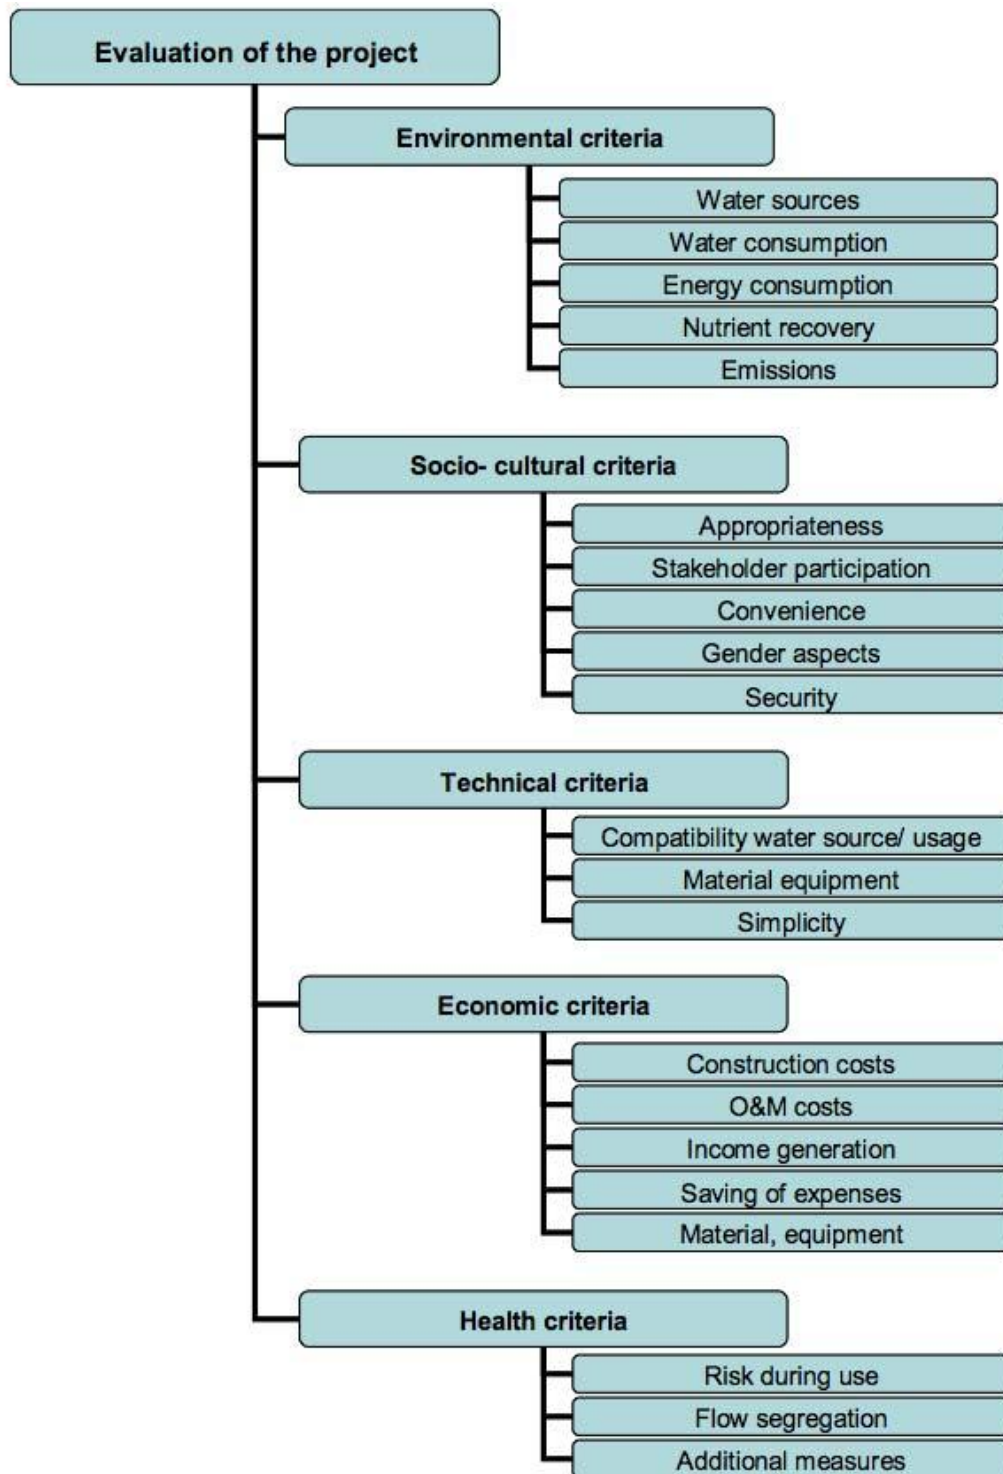 Evaluation of the project
Environmental criteria
Water sources
Water consumption
Energy consumption
Nutrient recovery
Emissions
Socio- cultural criteria
Appropriateness
Stakeholder participation
Convenience
Gender aspects
Security
Technical criteria
Compatibility water source/ usage
Material equipment
Simplicity
Economic criteria
Construction costs
O&M costs
Income generation
Saving of expenses
Material, equipment
Health criteria
Risk during use
Flow segregation
Additional measures